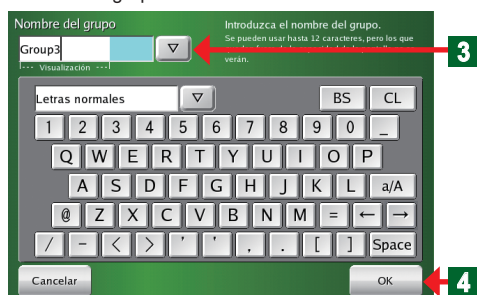 Nombre del grupo
Introduzca el nombre del grupo.
Se pueden usar hasta 12 caracteres, pero los que
verán.
Group3
Visualización
3
Letras normales
BS CL
1 2 3 4 5 6 7 8 9 0 _
Q W E R T Y U I O P
A S D F G H J K L a/A
@ Z X C V B N M = ← →
/ - < > ' ' , . [ ] Space
Cancelar
OK
4